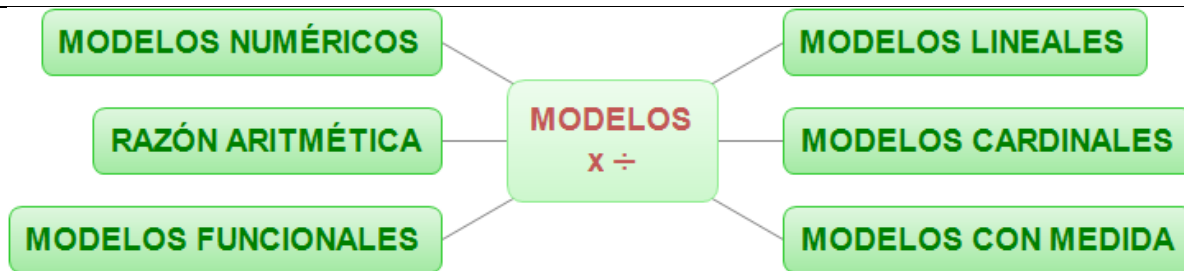 MODELOS NUMÉRICOS
RAZÓN ARITMÉTICA
MODELOS FUNCIONALES
MODELOS
x ÷
MODELOS LINEALES
MODELOS CARDINALES
MODELOS CON MEDIDA